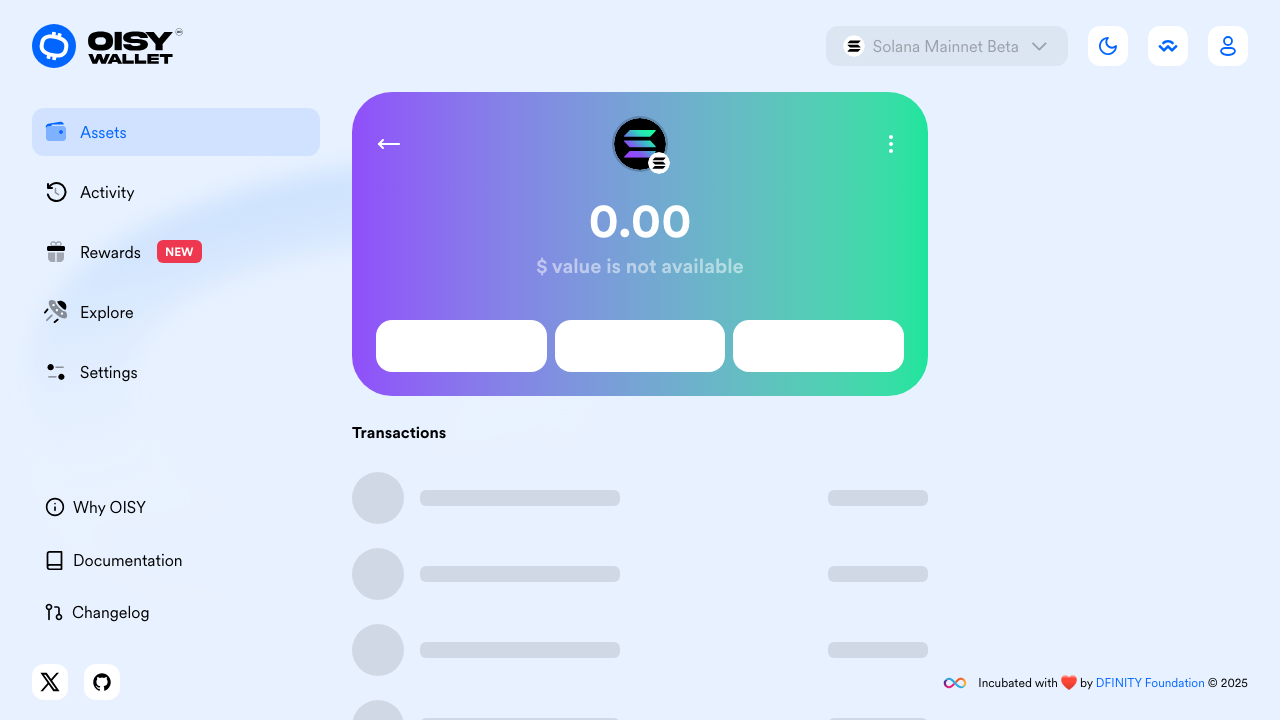 OISY
WALLET
Solana Mainnet Beta
Assets
Activity
Rewards NEW
Explore
Settings
0.00
$ value is not available
Transactions
Why OISY
Documentation
Changelog
Incubated with ❤️ by DFINITY Foundation © 2025